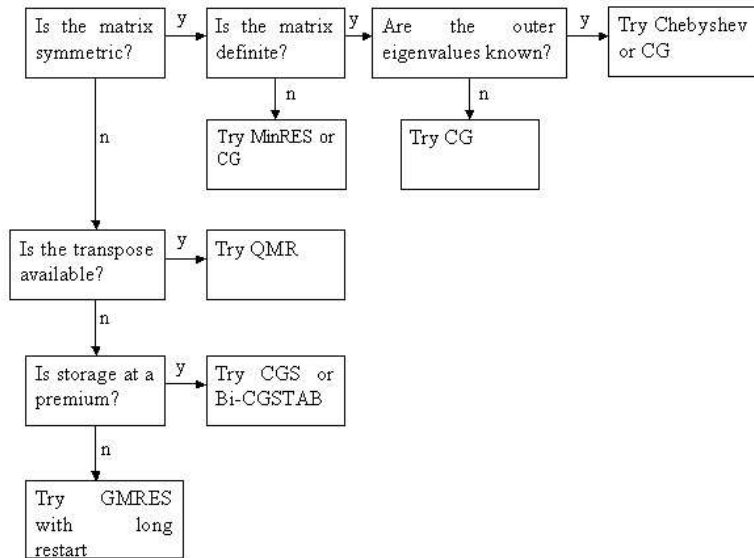 Is the matrix
symmetric?
y
Is the matrix
definite?
y
Are the outer
eigenvalues known?
y
Try Chebyshev
or CG
n
n
n
Try MinRES or
CG
Try CG
Is the transpose
available?
y
Try QMR
n
Is storage at a
premium?
y
Try CGS or
Bi-CGSTAB
n
Try GMRES
with long
restart